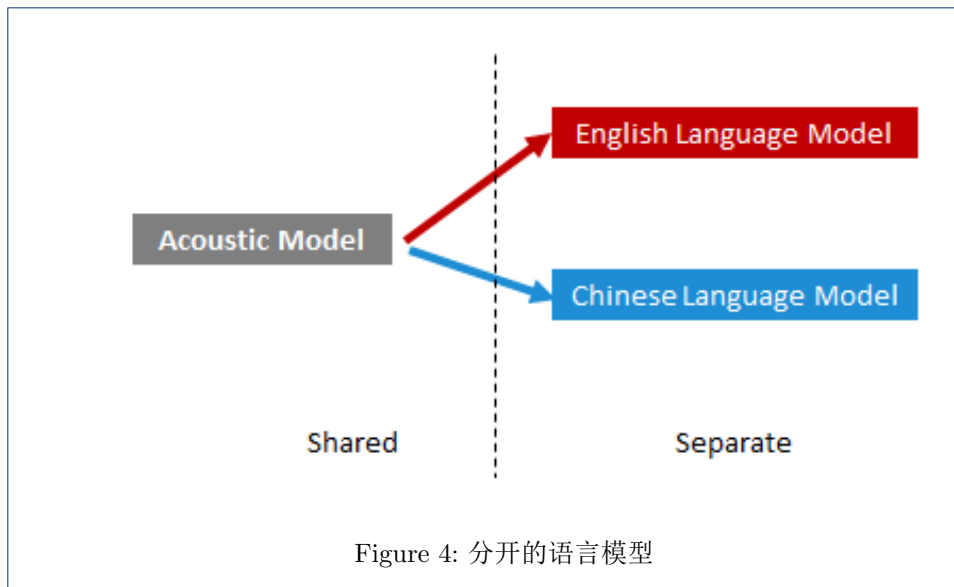 English Language Model
Acoustic Model
Chinese Language Model
Shared
Separate
Figure 4: 分开的语言模型